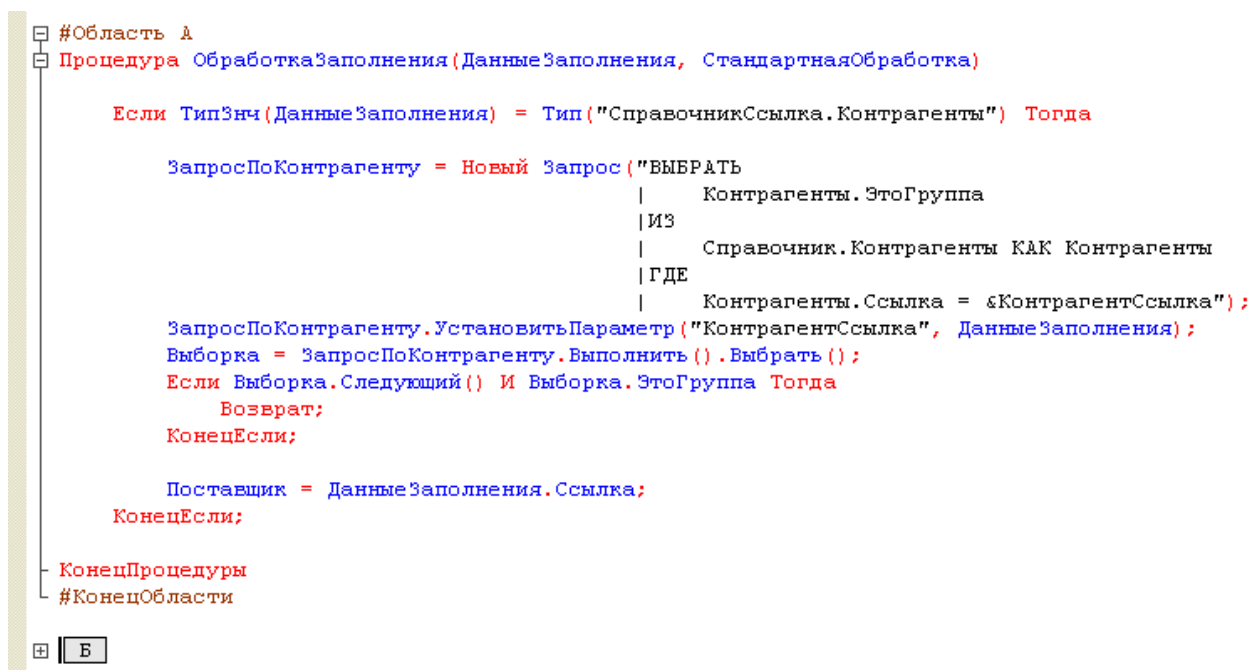 #Область А
Процедура ОбработкаЗаполнения(ДанныеЗаполнения, СтандартнаяОбработка)
Если ТипЗнч(ДанныеЗаполнения) = Тип("СправочникСсылка.Контрагенты") Тогда
ЗапросПоКонтрагенту = Новый Запрос("ВЫБРАТЬ
| Контрагенты.ЭтоГруппа
|ИЗ
| Справочник.Контрагенты КАК Контрагенты
|ГДЕ
| Контрагенты.Ссылка = &КонтрагентСсылка");
ЗапросПоКонтрагенту.УстановитьПараметр("КонтрагентСсылка", ДанныеЗаполнения);
Выборка = ЗапросПоКонтрагенту.Выполнить().Выбрать();
Если Выборка.Следующий() И Выборка.ЭтоГруппа Тогда
Возврат;
КонецЕсли;
Поставщик = ДанныеЗаполнения.Ссылка;
КонецЕсли;
КонецПроцедуры
#КонецОбласти
Б